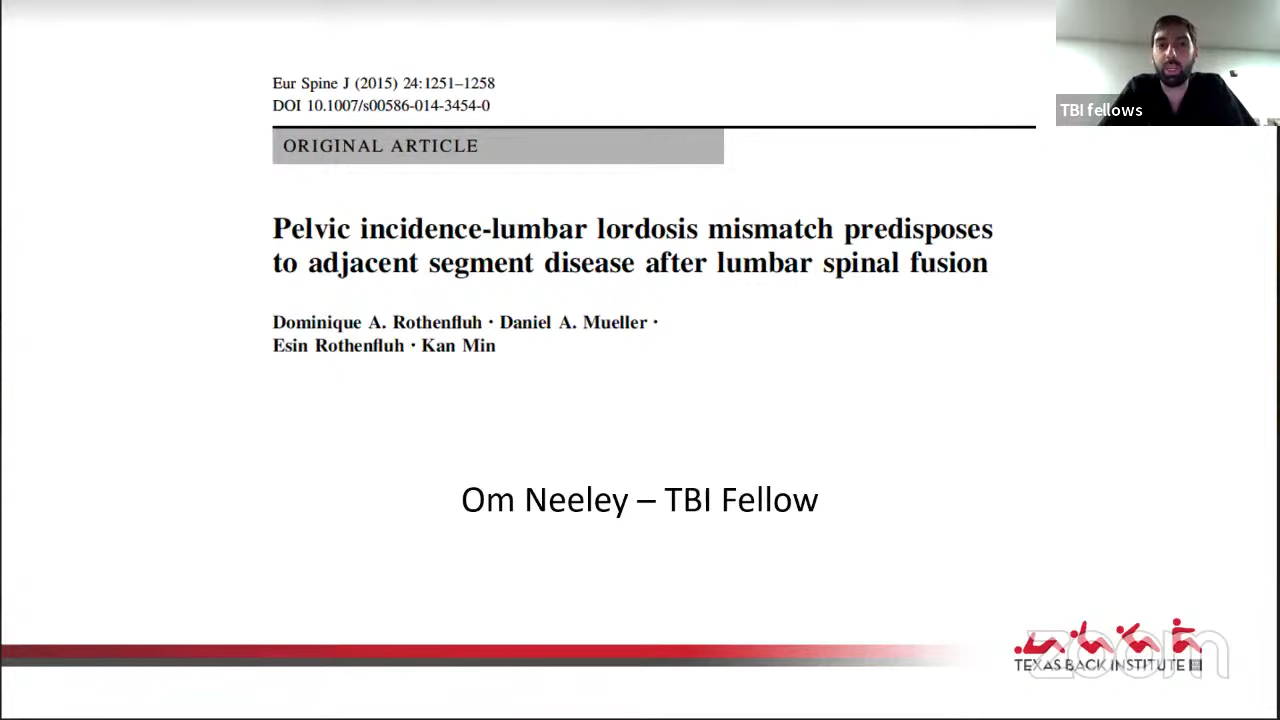 Eur Spine J (2015) 24:1251–1258
DOI 10.1007/s00586-014-3454-0
ORIGINAL ARTICLE
Pelvic incidence-lumbar lordosis mismatch predisposes
to adjacent segment disease after lumbar spinal fusion
Dominique A. Rothenfluh · Daniel A. Mueller ·
Esin Rothenfluh · Kan Min
Om Neeley – TBI Fellow
TBI fellows
zoom
TEXAS BACK INSTITUTE